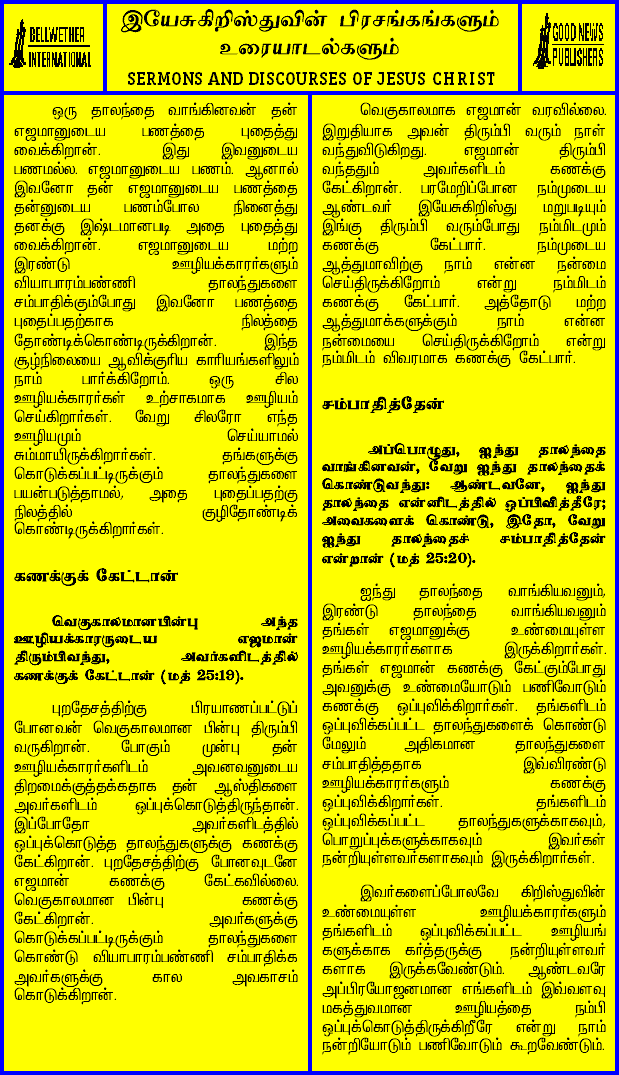 BELLWETHER
INTERNATIONAL
இயேசுகிறிஸ்துவின் பிரசங்கங்களும்
உரையாடல்களும்
SERMONS AND DISCOURSES OF JESUS CHRIST
GOOD NEWS
PUBLISHERS
ஒரு தாலந்தை வாங்கினவன் தன்
எஜமானுடைய பணத்தை புதைத்து
வைக்கிறான். இது இவனுடைய
பணமல்ல. எஜமானுடைய பணம். ஆனால்
இவனோ தன் எஜமானுடைய பணத்தை
தன்னுடைய பணம்போல நினைத்து
தனக்கு இஷ்டமானபடி அதை புதைத்து
வைக்கிறான். எஜமானுடைய மற்ற
இரண்டு ஊழியக்காரர்களும்
வியாபாரம்பண்ணி தாலந்துகளை
சம்பாதிக்கும்போது இவனோ பணத்தை
புதைப்பதற்காக நிலத்தை
தோண்டிக்கொண்டிருக்கிறான். இந்த
சூழ்நிலையை ஆவிக்குரிய காரியங்களிலும்
நாம் பார்க்கிறோம். ஒரு சில
ஊழியக்காரர்கள் உற்சாகமாக ஊழியம்
செய்கிறார்கள். வேறு சிலரோ எந்த
ஊழியமும் செய்யாமல்
சும்மாயிருக்கிறார்கள். தங்களுக்கு
கொடுக்கப்பட்டிருக்கும் தாலந்துகளை
பயன்படுத்தாமல், அதை புதைப்பதற்கு
நிலத்தில் குழிதோண்டிக்
கொண்டிருக்கிறார்கள்.
கணக்குக் கேட்டான்
வெகுகாலமானபின்பு அந்த
ஊழியக்காரருடைய எஜமான்
திரும்பிவந்து, அவர்களிடத்தில்
கணக்குக் கேட்டான் (மத் 25:19).
புறதேசத்திற்கு பிரயாணப்பட்டுப்
போனவன் வெகுகாலமான பின்பு திரும்பி
வருகிறான். போகும் முன்பு தன்
ஊழியக்காரர்களிடம் அவனவனுடைய
திறமைக்குத்தக்கதாக தன் ஆஸ்திகளை
அவர்களிடம் ஒப்புக்கொடுத்திருந்தான்.
இப்போதோ அவர்களிடத்தில்
ஒப்புக்கொடுத்த தாலந்துகளுக்கு கணக்கு
கேட்கிறான். புறதேசத்திற்கு போனவுடனே
எஜமான் கணக்கு கேட்கவில்லை.
வெகுகாலமான பின்பு கணக்கு
கேட்கிறான். அவர்களுக்கு
கொடுக்கப்பட்டிருக்கும் தாலந்துகளை
கொண்டு வியாபாரம்பண்ணி சம்பாதிக்க
அவர்களுக்கு கால அவகாசம்
கொடுக்கிறான்.
வெகுகாலமாக எஜமான் வரவில்லை.
இறுதியாக அவன் திரும்பி வரும் நாள்
வந்துவிடுகிறது. எஜமான் திரும்பி
வந்ததும் அவர்களிடம் கணக்கு
கேட்கிறான். பரமேறிப்போன நம்முடைய
ஆண்டவர் இயேசுகிறிஸ்து மறுபடியும்
இங்கு திரும்பி வரும்போது நம்மிடமும்
கணக்கு கேட்பார். நம்முடைய
ஆத்துமாவிற்கு நாம் என்ன நன்மை
செய்திருக்கிறோம் என்று நம்மிடம்
கணக்கு கேட்பார். அத்தோடு மற்ற
ஆத்துமாக்களுக்கும் நாம் என்ன
நன்மையை செய்திருக்கிறோம் என்று
நம்மிடம் விவரமாக கணக்கு கேட்பார்.
சம்பாதித்தேன்
அப்பொழுது, ஐந்து தாலந்தை
வாங்கினவன், வேறு ஐந்து தாலந்தைக்
கொண்டுவந்து: ஆண்டவனே, ஐந்து
தாலந்தை என்னிடத்தில் ஒப்பிவித்தீரே;
அவைகளைக் கொண்டு, இதோ, வேறு
ஐந்து தாலந்தைச் சம்பாதித்தேன்
என்றான் (மத் 25:20).
ஐந்து தாலந்தை வாங்கியவனும்,
இரண்டு தாலந்தை வாங்கியவனும்
தங்கள் எஜமானுக்கு உண்மையுள்ள
ஊழியக்காரர்களாக இருக்கிறார்கள்.
தங்கள் எஜமான் கணக்கு கேட்கும்போது
அவனுக்கு உண்மையோடும் பணிவோடும்
கணக்கு ஒப்புவிக்கிறார்கள். தங்களிடம்
ஒப்புவிக்கப்பட்ட தாலந்துகளைக் கொண்டு
மேலும் அதிகமான தாலந்துகளை
சம்பாதித்ததாக இவ்விரண்டு
ஊழியக்காரர்களும் கணக்கு
ஒப்புவிக்கிறார்கள். தங்களிடம்
ஒப்புவிக்கப்பட்ட தாலந்துகளுக்காகவும்,
பொறுப்புக்களுக்காகவும் இவர்கள்
நன்றியுள்ளவர்களாகவும் இருக்கிறார்கள்.
இவர்களைப்போலவே கிறிஸ்துவின்
உண்மையுள்ள ஊழியக்காரர்களும்
தங்களிடம் ஒப்புவிக்கப்பட்ட ஊழியங்
களுக்காக கர்த்தருக்கு நன்றியுள்ளவர்
களாக இருக்கவேண்டும். ஆண்டவரே
அப்பிரயோஜனமான எங்களிடம் இவ்வளவு
மகத்துவமான ஊழியத்தை நம்பி
ஒப்புக்கொடுத்திருக்கிறீரே என்று நாம்
நன்றியோடும் பணிவோடும் கூறவேண்டும்.